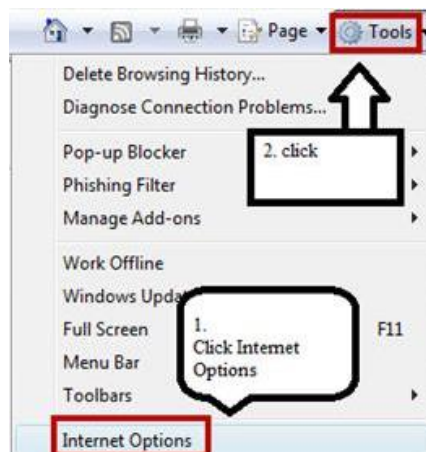 Page Tools
Delete Browsing History...
Diagnose Connection Problems...
Pop-up Blocker
2. click
Phishing Filter
Manage Add-ons
Work Offline
Windows Upda
Full Screen F11
1.
Click Internet
Options
Menu Bar
Toolbars
Internet Options